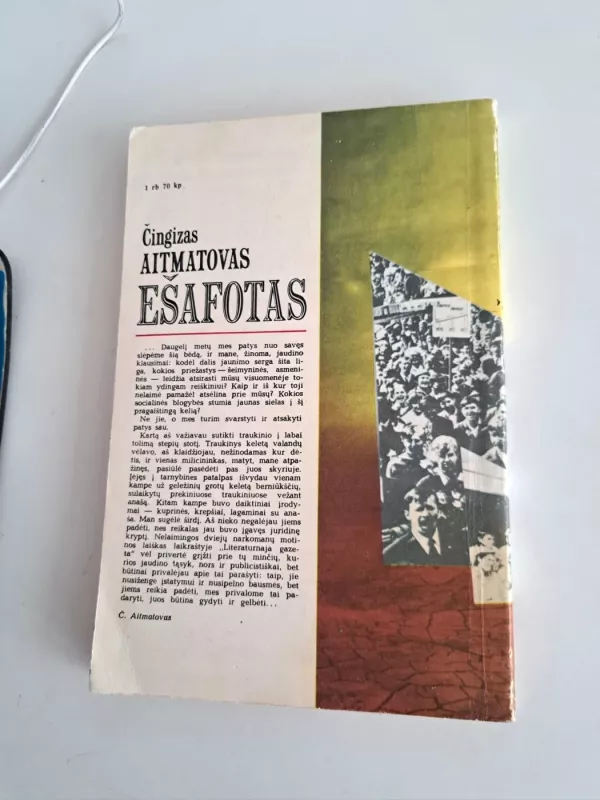 1 rb 70 kp
Čingizas
AITMATOVAS
EŠAFOTAS
... Daugelį metų mes patys nuo savęs
slėpėme šią bėdą, ir mane, žinoma, jaudino
klausimai: kodėl dalis jaunimo serga šita li-
ga, kokios priežastys — šeimyninės, asmeni-
nės — leidžia atsirasti mūsų visuomenėje to-
kiam ydingam reiškiniui? Kaip ir iš kur toji
nelaimė pamažėl atsėlina prie mūsų? Kokios
socialinės blogybės stumia jaunas sielas į šį
pragaištingą kelią?
Ne jie, o mes turim svarstyti ir atsakyti
patys sau.
Kartą aš važiavau sutikti traukinio į labai
tolimą stepių stotį. Traukinys keletą valandų
vėlavo, aš klaidžiojau, nežinodamas kur dė-
tis, ir vienas milicininkas, matyt, mane atpa-
žinęs, pasiūlė pasėdėti pas juos skyriuje.
Įėjęs į tarnybines patalpas išvydau vienam
kampe už geležinių grotų keletą berniūkščių,
sulaikytų prekiniuose traukiniuose vežant
anašą. Kitam kampe buvo daiktiniai įrody-
mai — kuprinės, krepšiai, lagaminai su ana-
ša. Man sugėlė širdį. Aš nieko negalėjau jiems
padėti, nes reikalas jau buvo įgavęs juridinę
kryptį. Nelaimingos dviejų narkomanų moti-
nos laiškas laikraštyje „Literaturnaja gaze-
ta“ vėl privertė grįžti prie tų minčių, ku-
rios jaudino tąsyk, nors ir publicistiškai, bet
būtinai privalėjau apie tai parašyti: taip, jie
nusižengė įstatymui ir nusipelno bausmės, bet
jiems reikia padėti, mes privalome tai pa-
daryti, juos būtina gydyti ir gelbėti...
Č. Aitmatovas